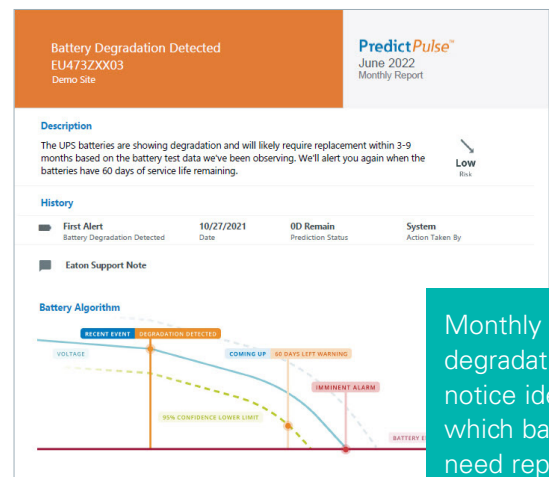 Battery Degradation Detected
EU473ZXX03
Demo Site
PredictPulse™
June 2022
Monthly Report
Description
The UPS batteries are showing degradation and will likely require replacement within 3-9
months based on the battery test data we've been observing. We'll alert you again when the
batteries have 60 days of service life remaining.
Low
Risk
History
First Alert
Battery Degradation Detected
10/27/2021
Date
0D Remain
Prediction Status
System
Action Taken By
Eaton Support Note
Battery Algorithm
RECENT EVENT DEGRADATION DETECTED
VOLTAGE
COMING UP 60 DAYS LEFT WARNING
IMMINENT ALARM
95% CONFIDENCE LOWER LIMIT
BATTERY
Monthly
notice
which
need